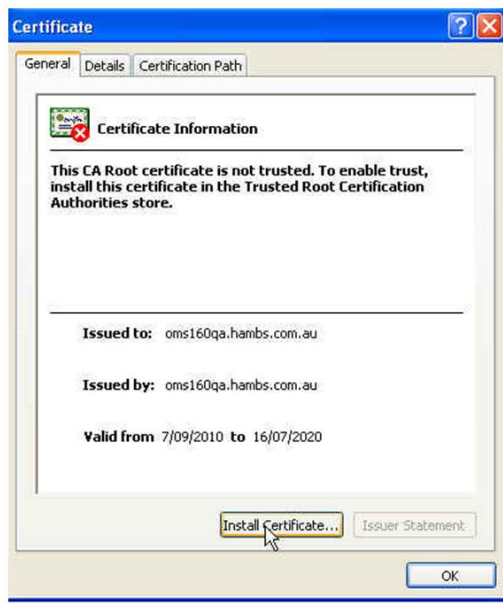 Certificate
General Details Certification Path
Certificate Information
This CA Root certificate is not trusted. To enable trust,
install this certificate in the Trusted Root Certification
Authorities store.
Issued to: oms160qa.hambs.com.au
Issued by: oms160qa.hambs.com.au
Valid from 7/09/2010 to 16/07/2020
Install Certificate... Issuer Statement
OK